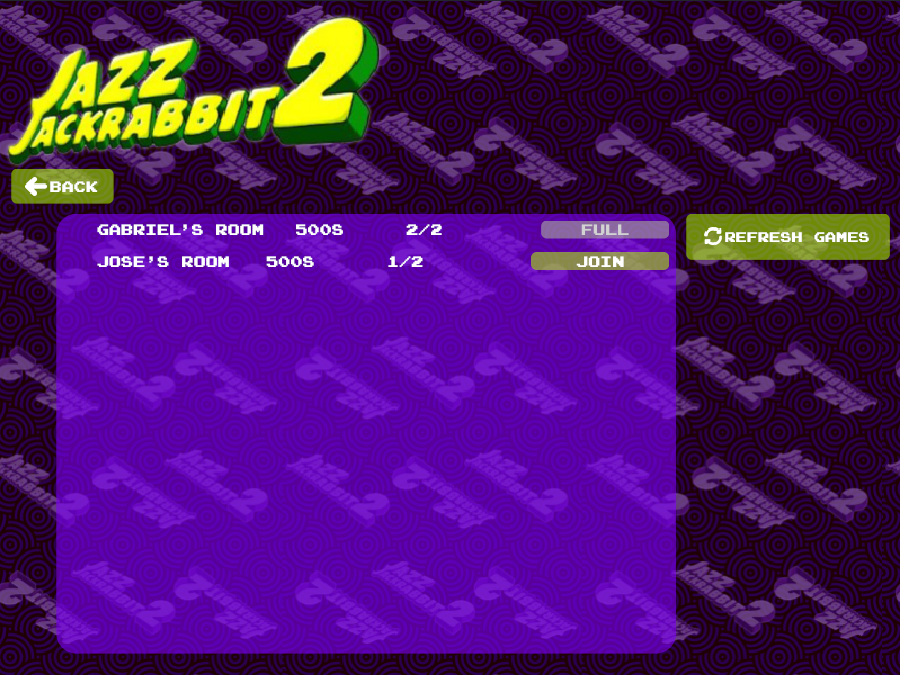 JAZZ
JACKRABBIT 2
BACK
GABRIEL'S ROOM 500S 2/2 FULL
REFRESH GAMES
JOSE'S ROOM 500S 1/2 JOIN